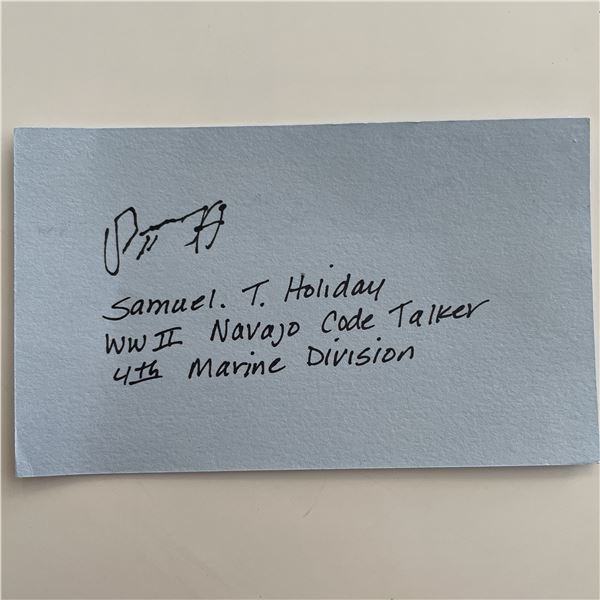 Samuel. T. Holiday
WW II Navajo Code Talker
4th Marine Division